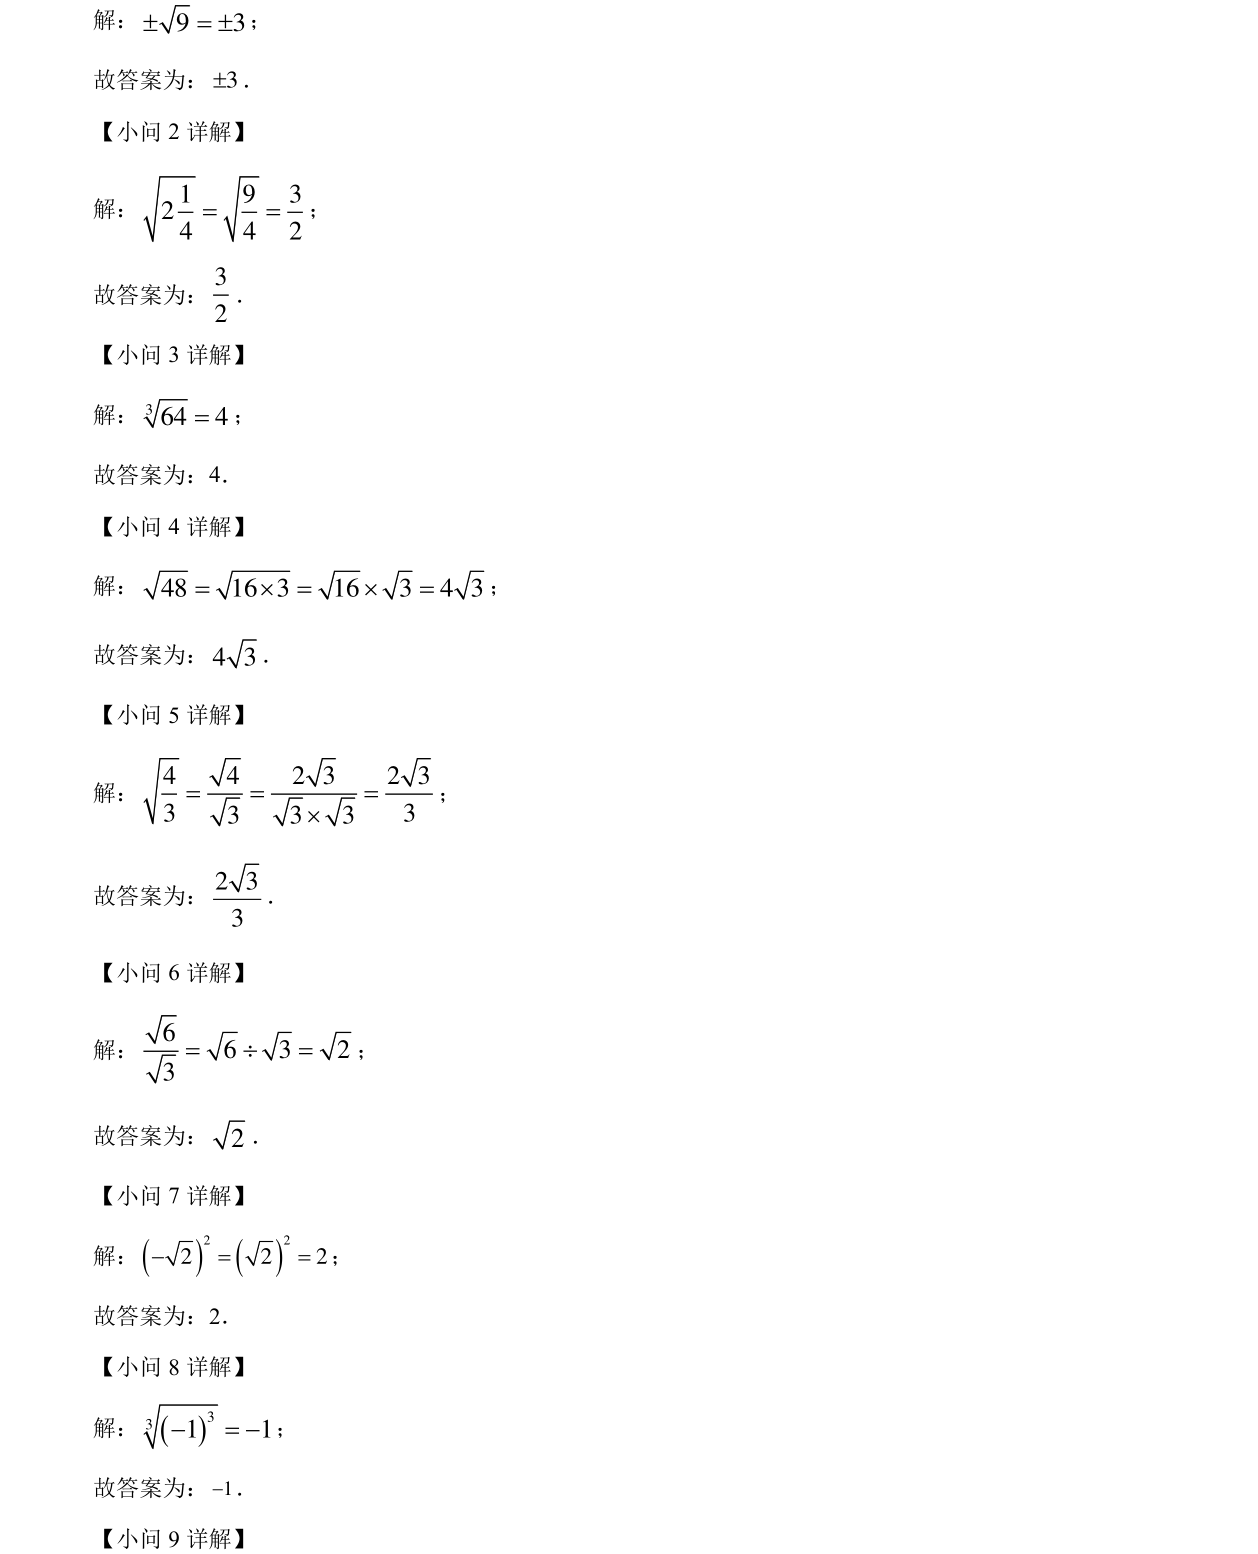 解：±√9 = ±3；
故答案为：±3．
【小问 2 详解】
解：√(2 1/4) = √(9/4) = 3/2；
故答案为：3/2．
【小问 3 详解】
解：∛64 = 4；
故答案为：4．
【小问 4 详解】
解：√48 = √(16×3) = √16 × √3 = 4√3；
故答案为：4√3．
【小问 5 详解】
解：√(4/3) = √4/√3 = 2√3/(√3×√3) = 2√3/3；
故答案为：2√3/3．
【小问 6 详解】
解：√6/√3 = √6 ÷ √3 = √2；
故答案为：√2．
【小问 7 详解】
解：(−√2)² = (√2)² = 2；
故答案为：2．
【小问 8 详解】
解：∛((−1)³) = −1；
故答案为：−1．
【小问 9 详解】